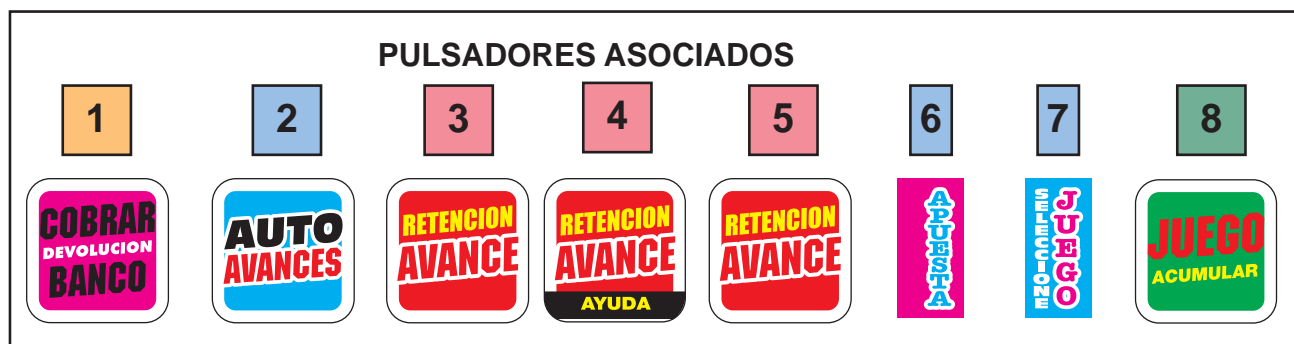 PULSADORES ASOCIADOS
1 2 3 4 5 6 7 8
COBRAR
DEVOLUCION
BANCO
AUTO
AVANCES
RETENCION
AVANCE
RETENCION
AVANCE
AYUDA
RETENCION
AVANCE
APUESTA
SELECCIONE
JUEGO
JUEGO
ACUMULAR